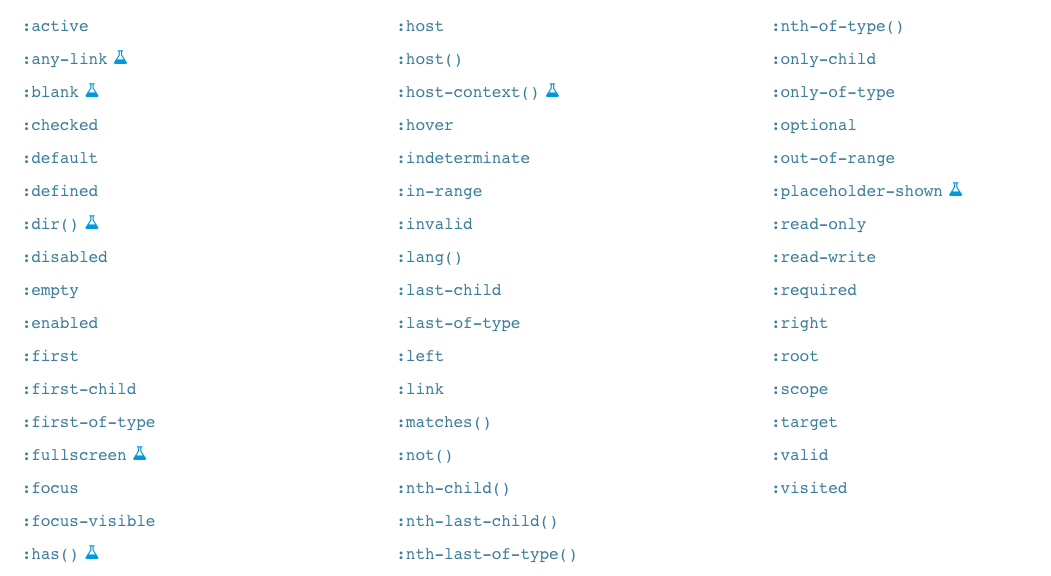 :active
:any-link
:blank
:checked
:default
:defined
:dir()
:disabled
:empty
:enabled
:first
:first-child
:first-of-type
:fullscreen
:focus
:focus-visible
:has()
:host
:host()
:host-context()
:hover
:indeterminate
:in-range
:invalid
:lang()
:last-child
:last-of-type
:left
:link
:matches()
:not()
:nth-child()
:nth-last-child()
:nth-last-of-type()
:nth-of-type()
:only-child
:only-of-type
:optional
:out-of-range
:placeholder-shown
:read-only
:read-write
:required
:right
:root
:scope
:target
:valid
:visited